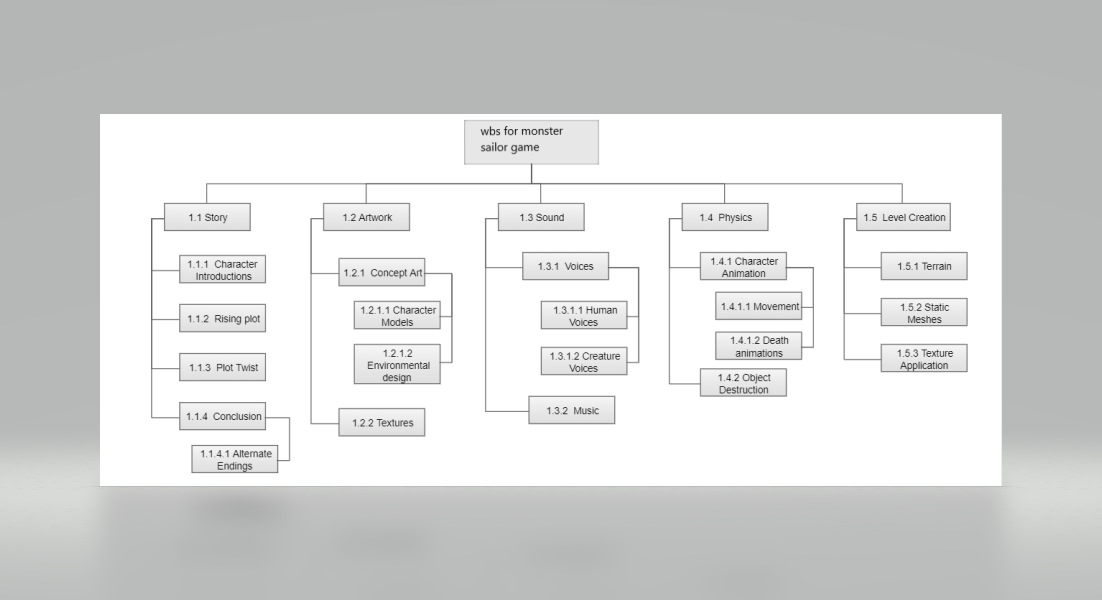 wbs for monster
sailor game
1.1 Story
1.1.1 Character
Introductions
1.1.2 Rising plot
1.1.3 Plot Twist
1.1.4 Conclusion
1.1.4.1 Alternate
Endings
1.2 Artwork
1.2.1 Concept Art
1.2.1.1 Character
Models
1.2.1.2
Environmental
design
1.2.2 Textures
1.3 Sound
1.3.1 Voices
1.3.1.1 Human
Voices
1.3.1.2 Creature
Voices
1.3.2 Music
1.4 Physics
1.4.1 Character
Animation
1.4.1.1 Movement
1.4.1.2 Death
animations
1.4.2 Object
Destruction
1.5 Level Creation
1.5.1 Terrain
1.5.2 Static
Meshes
1.5.3 Texture
Application